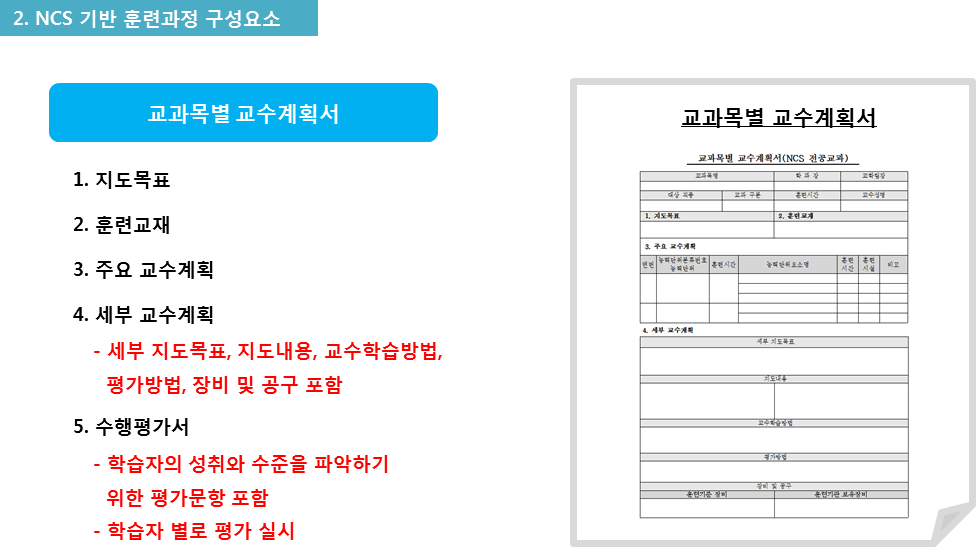 2. NCS 기반 훈련과정 구성요소
교과목별 교수계획서
1. 지도목표
2. 훈련교재
3. 주요 교수계획
4. 세부 교수계획
- 세부 지도목표, 지도내용, 교수학습방법,
평가방법, 장비 및 공구 포함
5. 수행평가서
- 학습자의 성취와 수준을 파악하기
위한 평가문항 포함
- 학습자 별로 평가 실시
교과목별 교수계획서
교과목별 교수계획서(NCS 전공교과)
교과목명 학 과 장 교학팀장
대상 직종 교과 구분 훈련시간 교수성명
1. 지도목표 2. 훈련교재
3. 주요 교수계획
연번 능력단위분류번호 훈련시간 능력단위요소명 훈련 훈련 비고
능력단위 시간 시설
4. 세부 교수계획
세부 지도목표
지도내용
교수학습방법
평가방법
장비 및 공구
훈련기준 장비 훈련기관 보유장비